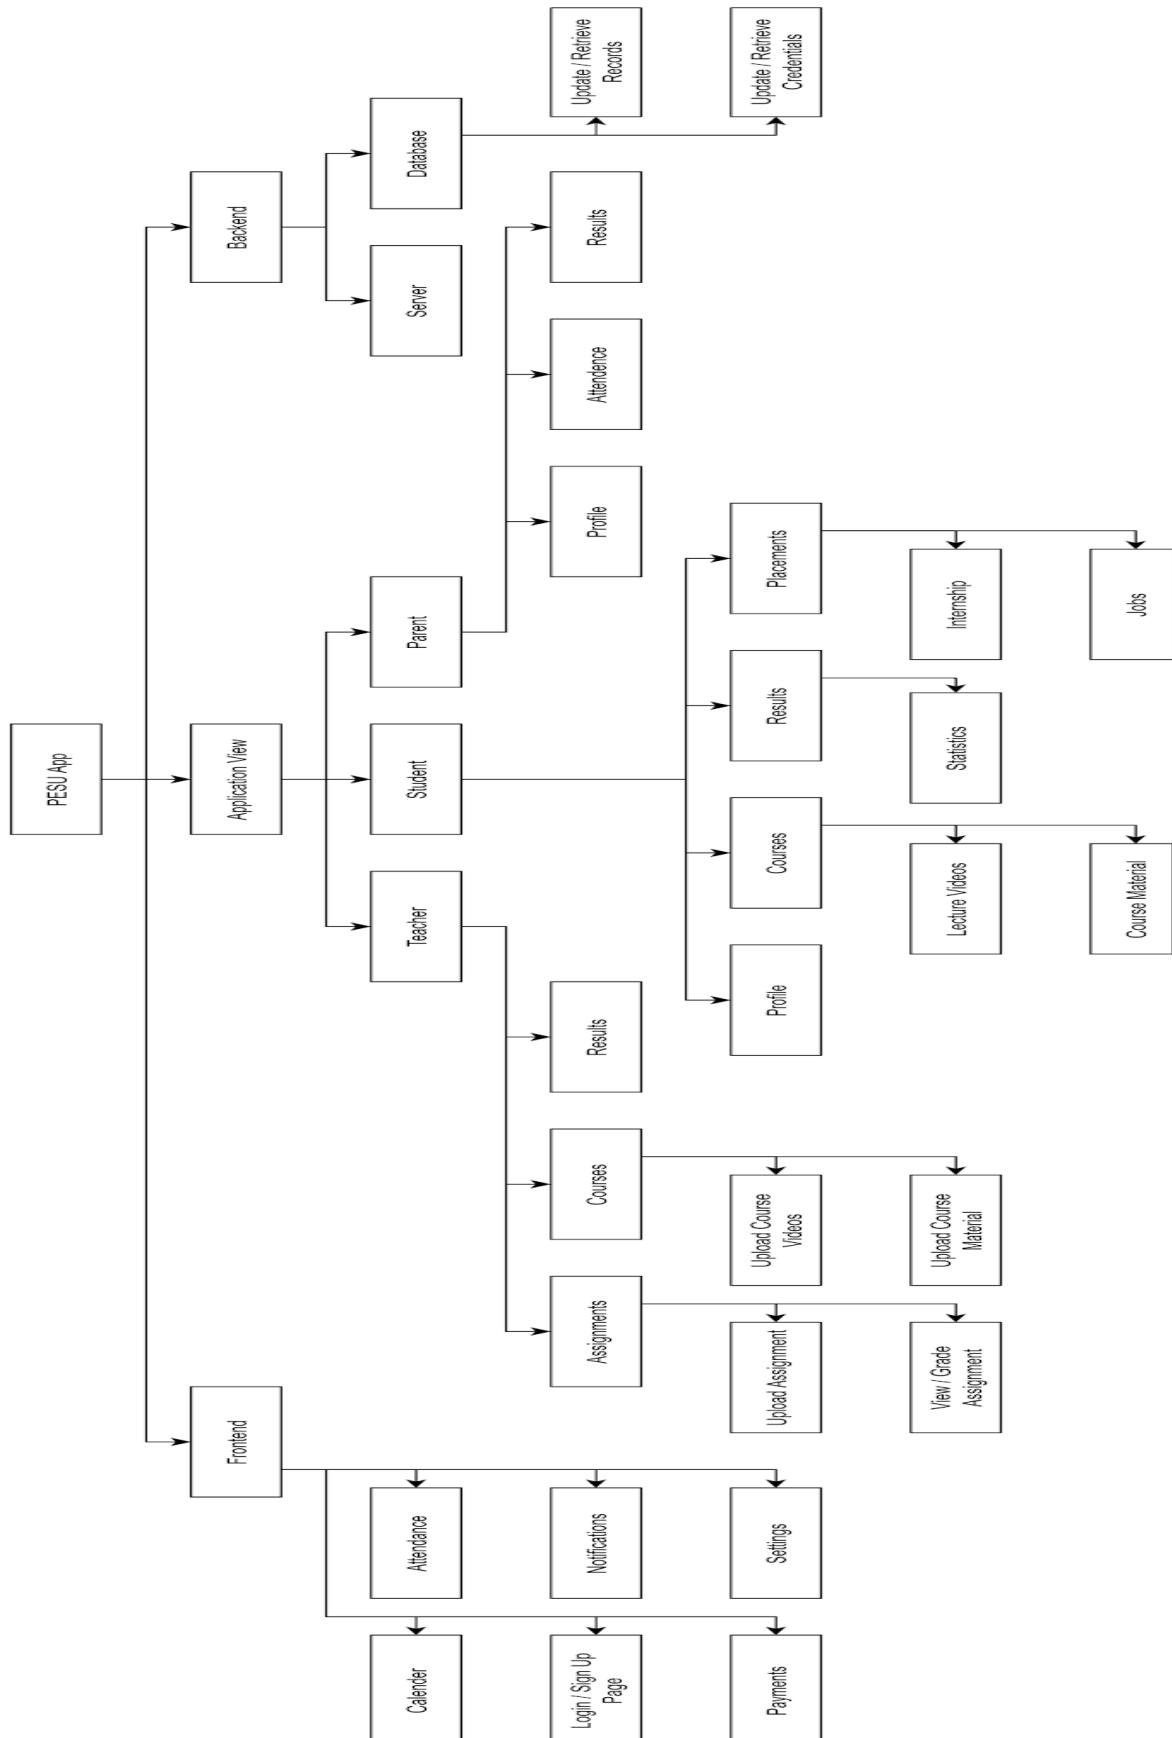 PESU App
Frontend
Application View
Backend
Calender
Attendance
Teacher
Student
Parent
Server
Database
Login / Sign Up
Page
Notifications
Assignments
Courses
Results
Profile
Attendence
Results
Update / Retrieve
Records
Payments
Settings
Upload Assignment
Upload Course
Videos
Profile
Courses
Results
Placements
Update / Retrieve
Credentials
View / Grade
Assignment
Upload Course
Material
Lecture Videos
Statistics
Internship
Course Material
Jobs